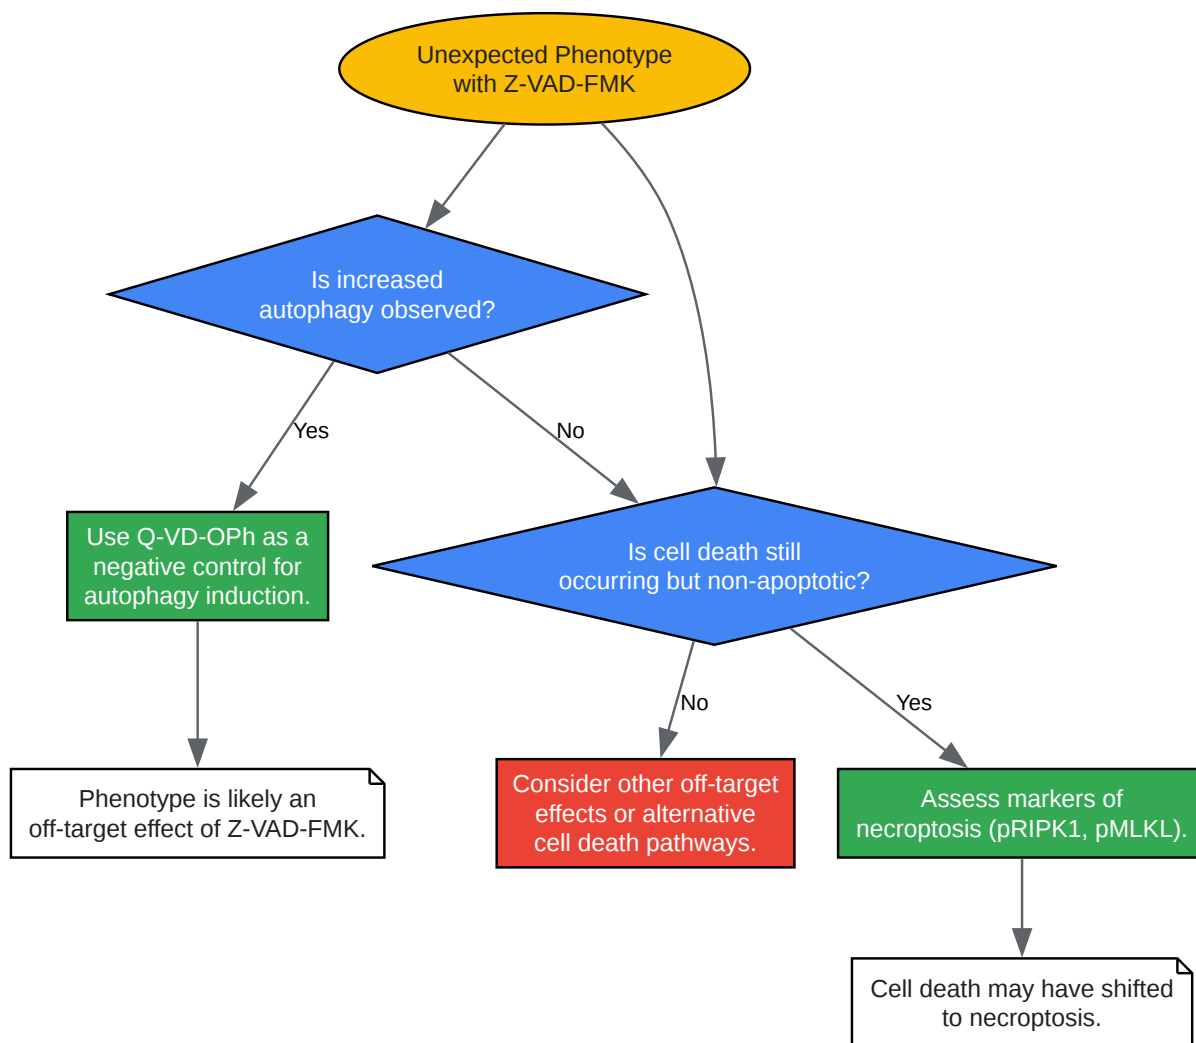 Unexpected Phenotype
with Z-VAD-FMK
Is increased
autophagy observed?
Yes
No
Use Q-VD-OPh as a
negative control for
autophagy induction.
Is cell death still
occurring but non-apoptotic?
No
Yes
Phenotype is likely an
off-target effect of Z-VAD-FMK.
Consider other off-target
effects or alternative
cell death pathways.
Assess markers of
necroptosis (pRIPK1, pMLKL).
Cell death may have shifted
to necroptosis.